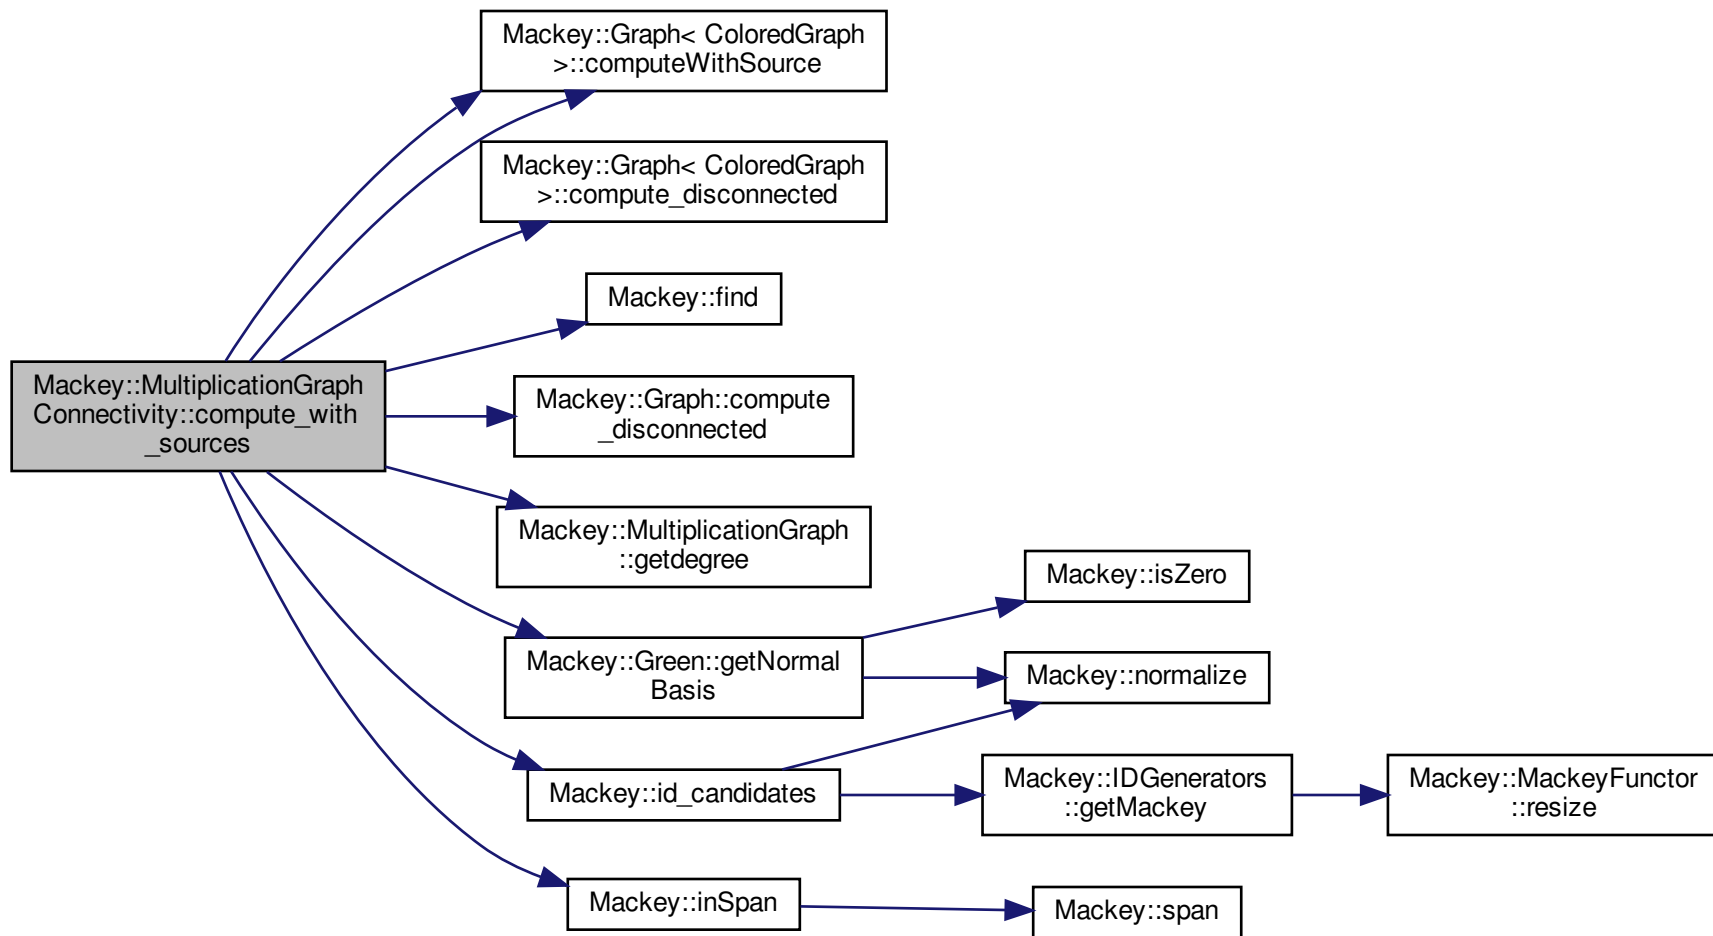 Mackey::Graph< ColoredGraph
>::computeWithSource
Mackey::Graph< ColoredGraph
>::compute_disconnected
Mackey::find
Mackey::MultiplicationGraph
Connectivity::compute_with
_sources
Mackey::Graph::compute
_disconnected
Mackey::MultiplicationGraph
::getdegree
Mackey::isZero
Mackey::Green::getNormal
Basis
Mackey::normalize
Mackey::id_candidates
Mackey::IDGenerators
::getMackey
Mackey::MackeyFunctor
::resize
Mackey::inSpan
Mackey::span